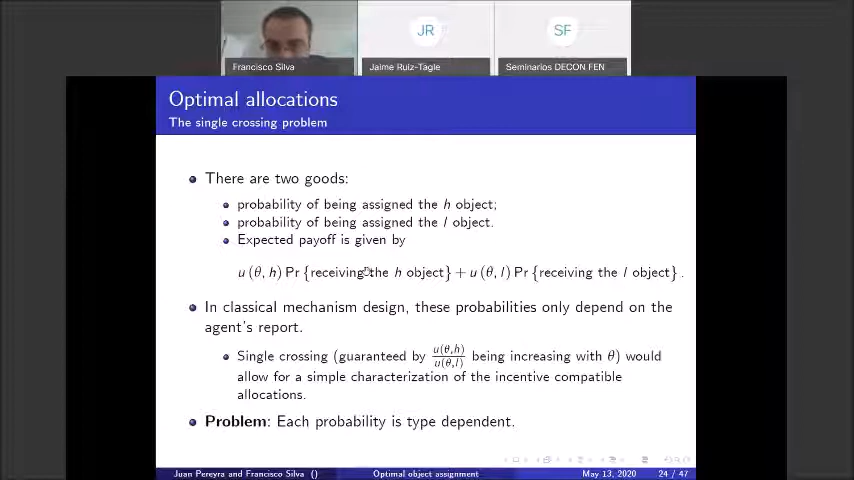 JR
SF
Francisco Silva
Jaime Ruiz-Tagle
Seminarios DECON FEN
Optimal allocations
The single crossing problem
There are two goods:
probability of being assigned the h object;
probability of being assigned the l object.
Expected payoff is given by
u (θ, h) Pr {receiving the h object} + u (θ, l) Pr {receiving the l object} .
In classical mechanism design, these probabilities only depend on the
agent's report.
Single crossing (guaranteed by u(θ,h)/u(θ,l) being increasing with θ) would
allow for a simple characterization of the incentive compatible
allocations.
Problem: Each probability is type dependent.
Juan Pereyra and Francisco Silva ()
Optimal object assignment
May 13, 2020
24 / 47